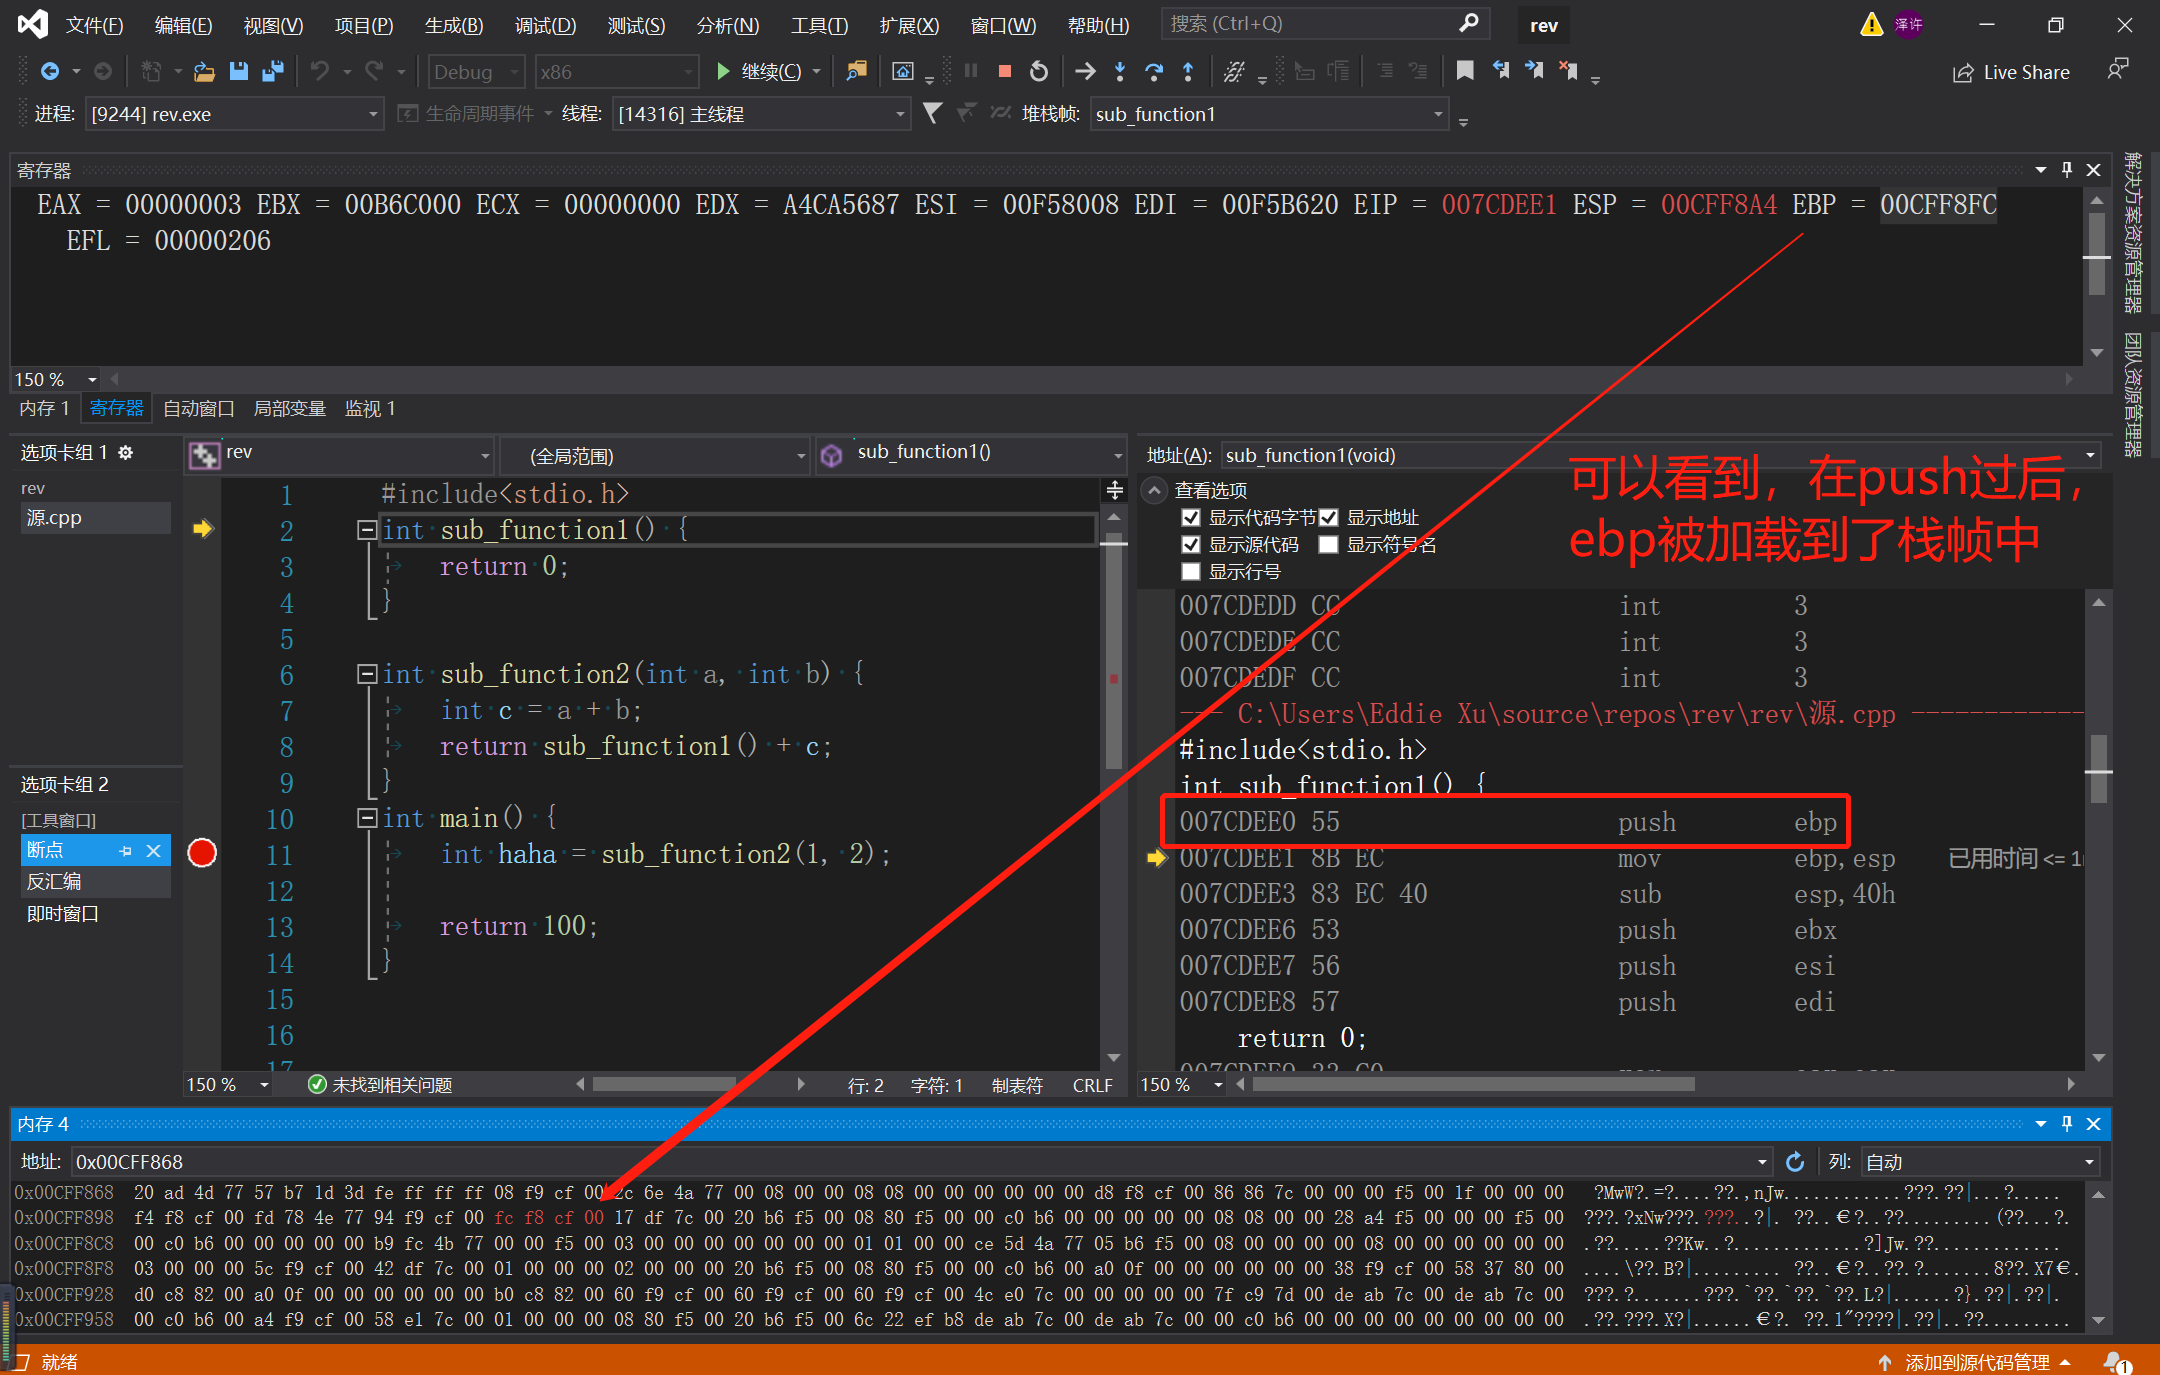 文件(F) 编辑(E) 视图(V) 项目(P) 生成(B) 调试(D) 测试(S) 分析(N) 工具(T) 扩展(X) 窗口(W) 帮助(H) 搜索 (Ctrl+Q) rev 泽许
Debug x86 继续(C) Live Share
进程: [9244] rev.exe 生命周期事件 线程: [14316] 主线程 堆栈帧: sub_function1
寄存器
EAX = 00000003 EBX = 00B6C000 ECX = 00000000 EDX = A4CA5687 ESI = 00F58008 EDI = 00F5B620 EIP = 007CDEE1 ESP = 00CFF8A4 EBP = 00CFF8FC
EFL = 00000206
解决方案资源管理器
团队资源管理器
150 %
内存 1 寄存器 自动窗口 局部变量 监视 1
选项卡组 1
rev
源.cpp
选项卡组 2
[工具窗口]
断点
反汇编
即时窗口
rev (全局范围) sub_function1()
1 #include<stdio.h>
2 int sub_function1() {
3 return 0;
4 }
5
6 int sub_function2(int a, int b) {
7 int c = a + b;
8 return sub_function1() + c;
9 }
10 int main() {
11 int haha = sub_function2(1, 2);
12
13 return 100;
14 }
15
16
17
150 % 未找到相关问题 行: 2 字符: 1 制表符 CRLF
地址(A): sub_function1(void)
可以看到，在push过后，
ebp被加载到了栈帧中
查看选项
显示代码字节 显示地址
显示源代码 显示符号名
显示行号
007CDEDD CC int 3
007CDEDE CC int 3
007CDEDF CC int 3
--- C:\Users\Eddie Xu\source\repos\rev\rev\源.cpp ------------
#include<stdio.h>
int sub_function1() {
007CDEE0 55 push ebp
007CDEE1 8B EC mov ebp,esp 已用时间 <= 1
007CDEE3 83 EC 40 sub esp,40h
007CDEE6 53 push ebx
007CDEE7 56 push esi
007CDEE8 57 push edi
return 0;
150 %
内存 4
地址: 0x00CFF868 列: 自动
0x00CFF868 20 ad 4d 77 57 b7 1d 3d fe ff ff ff 08 f9 cf 00 2c 6e 4a 77 00 08 00 00 08 08 00 00 00 00 00 00 d8 f8 cf 00 86 86 7c 00 00 00 f5 00 1f 00 00 00 ?MwW?.=?....??.,nJw............???.??|...?.....
0x00CFF898 f4 f8 cf 00 fd 78 4e 77 94 f9 cf 00 fc f8 cf 00 17 df 7c 00 20 b6 f5 00 08 80 f5 00 00 c0 b6 00 00 00 00 00 08 08 00 00 28 a4 f5 00 00 00 f5 00 ???.?xNw???.???..?|. ??..€?..??.........(??...?.
0x00CFF8C8 00 c0 b6 00 00 00 00 00 b9 fc 4b 77 00 00 f5 00 03 00 00 00 00 00 00 00 01 01 00 00 ce 5d 4a 77 05 b6 f5 00 08 00 00 00 08 00 00 00 00 00 00 00 .??.....??Kw..?............?]Jw.??.............
0x00CFF8F8 03 00 00 00 5c f9 cf 00 42 df 7c 00 01 00 00 00 02 00 00 00 20 b6 f5 00 08 80 f5 00 00 c0 b6 00 a0 0f 00 00 00 00 00 00 38 f9 cf 00 58 37 80 00 ....\??.B?|......... ??..€?..??.?.......8??.X7€.
0x00CFF928 d0 c8 82 00 a0 0f 00 00 00 00 00 00 b0 c8 82 00 60 f9 cf 00 60 f9 cf 00 60 f9 cf 00 4c e0 7c 00 00 00 00 00 7f c9 7d 00 de ab 7c 00 de ab 7c 00 ???.?.......???.`??.`??.`??.L?|......?}.??|.??|.
0x00CFF958 00 c0 b6 00 a4 f9 cf 00 58 e1 7c 00 01 00 00 00 08 80 f5 00 20 b6 f5 00 6c 22 ef b8 de ab 7c 00 de ab 7c 00 00 c0 b6 00 00 00 00 00 00 00 00 00 .??.???.X?|......€?. ??.l"????|.??|..??.........
就绪 添加到源代码管理 1